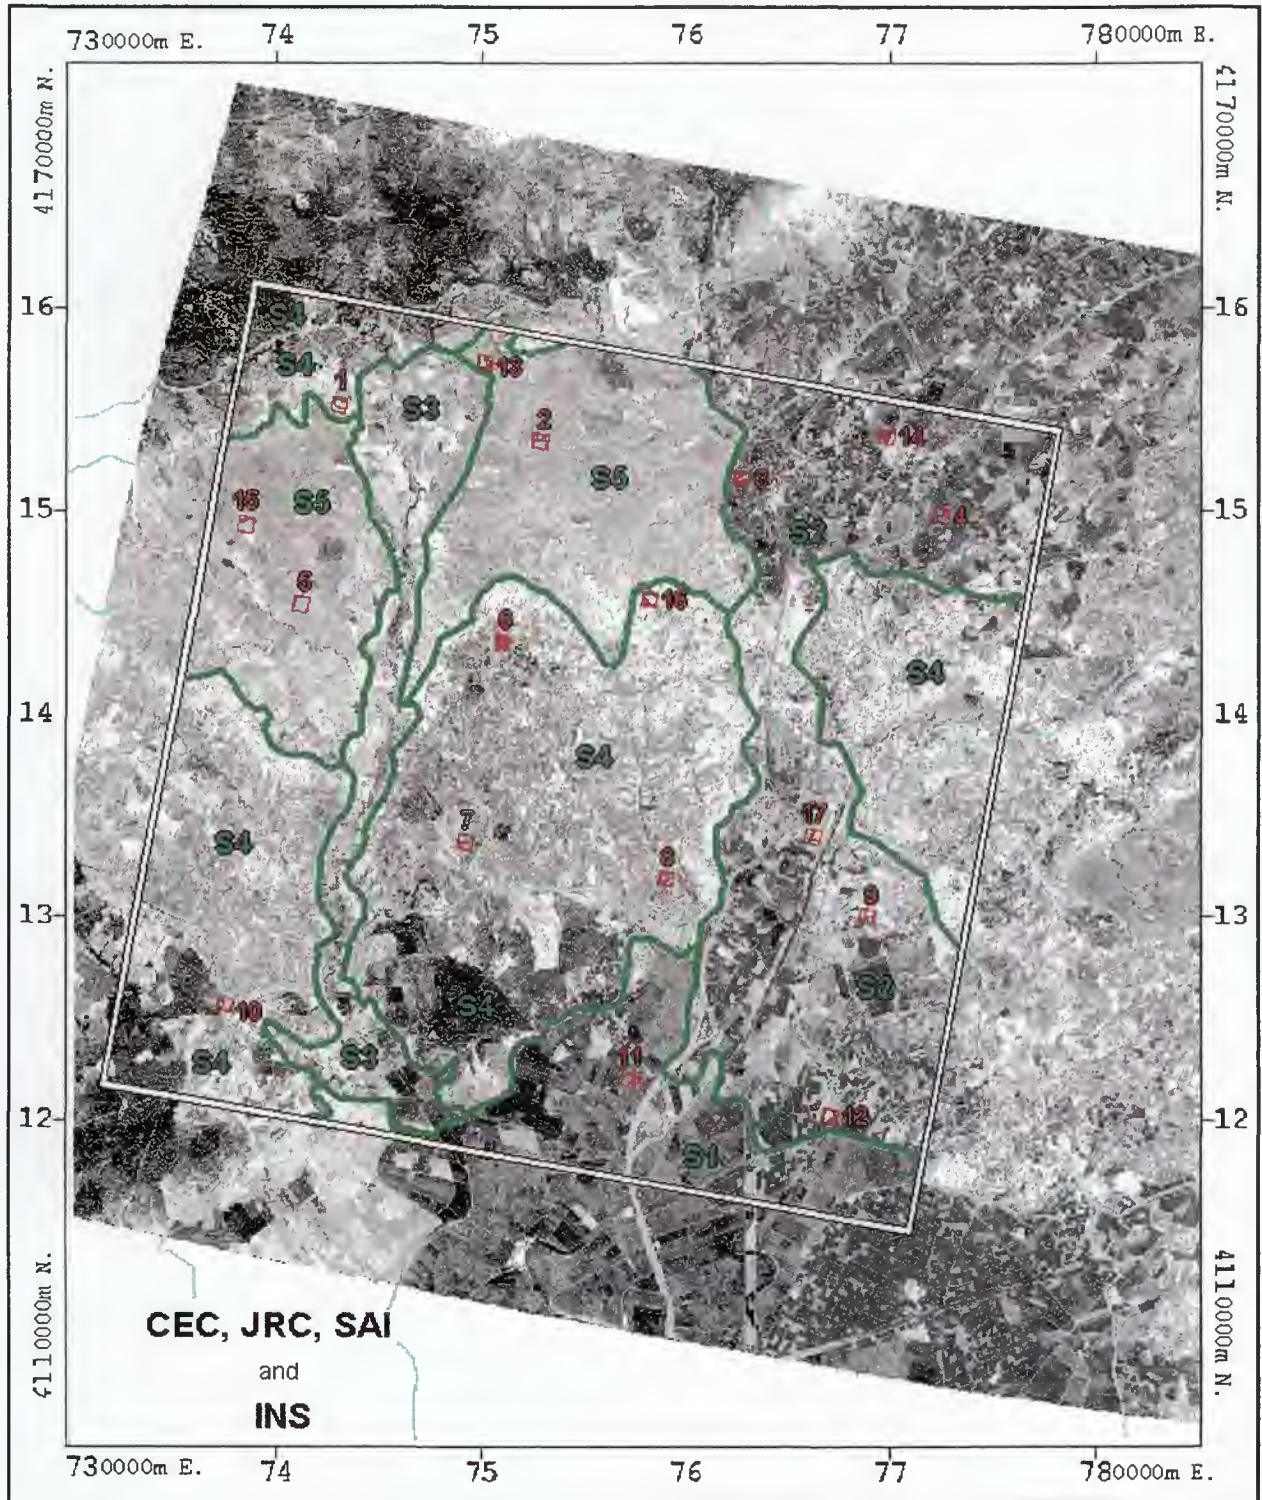 730000m E. 74 75 76 77 780000m E.
4170000m N. 4170000m N.
16 16
S4
S4
1
13
S3
2
14
S5
15
S5
15
15
4
S2
5
16
6
S4
14 14
S4
7
17
S4
8
9
13 13
S4
S2
10
S3
S4
11
12 12
12
S1
4110000m N. 4110000m N.
CEC, JRC, SAI
and
INS
730000m E. 74 75 76 77 780000m E.